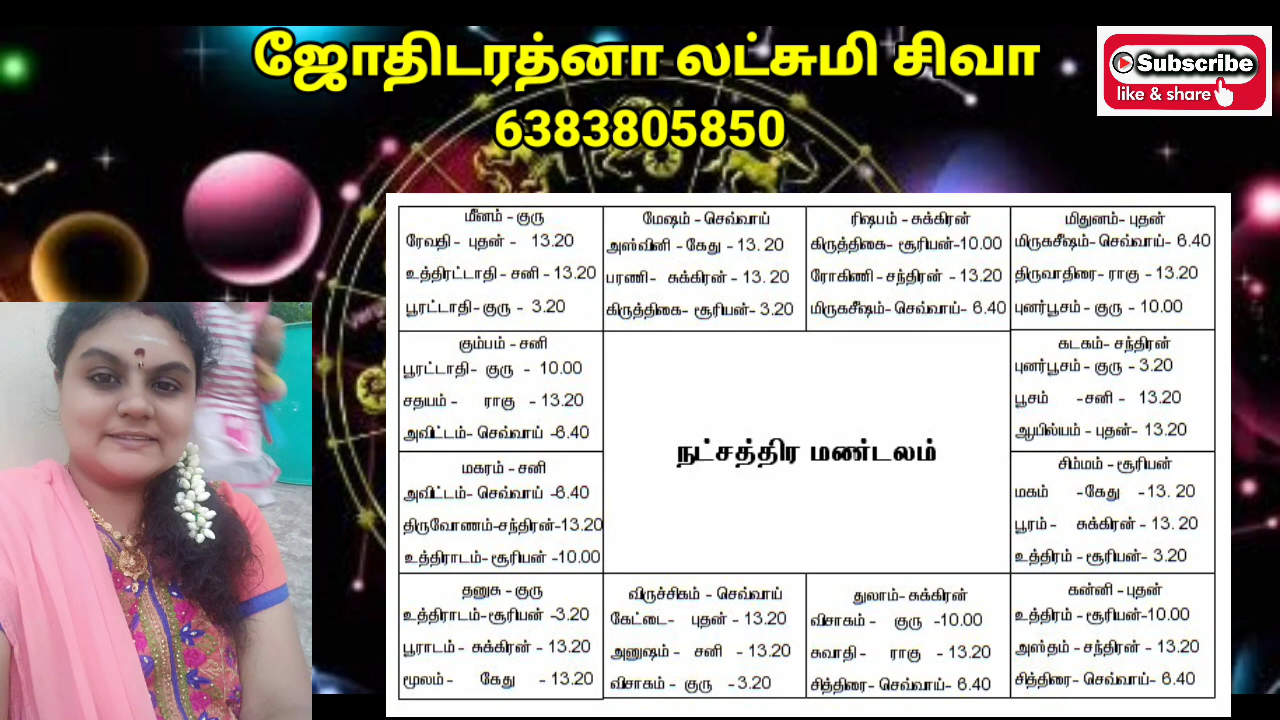 ஜோதிடரத்னா லட்சுமி சிவா
6383805850
Subscribe
like & share
மீனம் - குரு
ரேவதி - புதன் - 13.20
உத்திரட்டாதி - சனி - 13.20
பூரட்டாதி - குரு - 3.20
மேஷம் - செவ்வாய்
அஸ்வினி - கேது - 13. 20
பரணி- சுக்கிரன் - 13. 20
கிருத்திகை- சூரியன்- 3.20
ரிஷபம் - சுக்கிரன்
கிருத்திகை- சூரியன்-10.00
ரோகிணி - சந்திரன் - 13.20
மிருகசீஷம்- செவ்வாய்- 6.40
மிதுனம்- புதன்
மிருகசீஷம்- செவ்வாய்- 6.40
திருவாதிரை- ராகு - 13.20
புனர்பூசம் - குரு - 10.00
கும்பம் - சனி
பூரட்டாதி- குரு - 10.00
சதயம் - ராகு - 13.20
அவிட்டம்- செவ்வாய் -6.40
கடகம்- சந்திரன்
புனர்பூசம் - குரு - 3.20
பூசம் -சனி - 13.20
ஆயில்யம் - புதன்- 13.20
நட்சத்திர மண்டலம்
மகரம் - சனி
அவிட்டம்- செவ்வாய் -6.40
திருவோணம்-சந்திரன்-13.20
உத்திராடம்- சூரியன் -10.00
சிம்மம் - சூரியன்
மகம் -கேது -13. 20
பூரம்- சுக்கிரன் - 13. 20
உத்திரம் - சூரியன்- 3.20
தனுசு - குரு
உத்திராடம்-சூரியன் -3.20
பூராடம்- சுக்கிரன் - 13.20
மூலம் - கேது - 13.20
விருச்சிகம் - செவ்வாய்
கேட்டை- புதன் - 13.20
அனுஷம் - சனி - 13.20
விசாகம் - குரு - 3.20
துலாம்- சுக்கிரன்
விசாகம் - குரு -10.00
சுவாதி - ராகு - 13.20
சித்திரை- செவ்வாய்- 6.40
கன்னி - புதன்
உத்திரம் - சூரியன்-10.00
அஸ்தம் - சந்திரன் - 13.20
சித்திரை- செவ்வாய்- 6.40